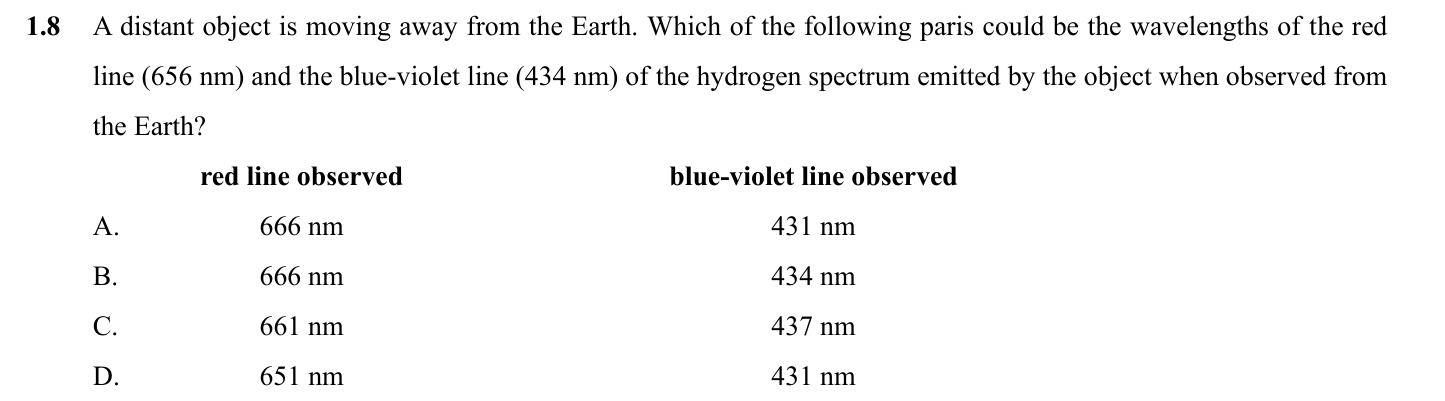 1.8 A distant object is moving away from the Earth. Which of the following paris could be the wavelengths of the red
line (656 nm) and the blue-violet line (434 nm) of the hydrogen spectrum emitted by the object when observed from
the Earth?
red line observed blue-violet line observed
A. 666 nm 431 nm
B. 666 nm 434 nm
C. 661 nm 437 nm
D. 651 nm 431 nm